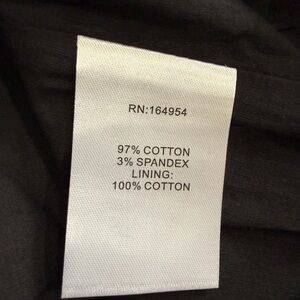 RN:164954
97% COTTON
3% SPANDEX
LINING:
100% COTTON